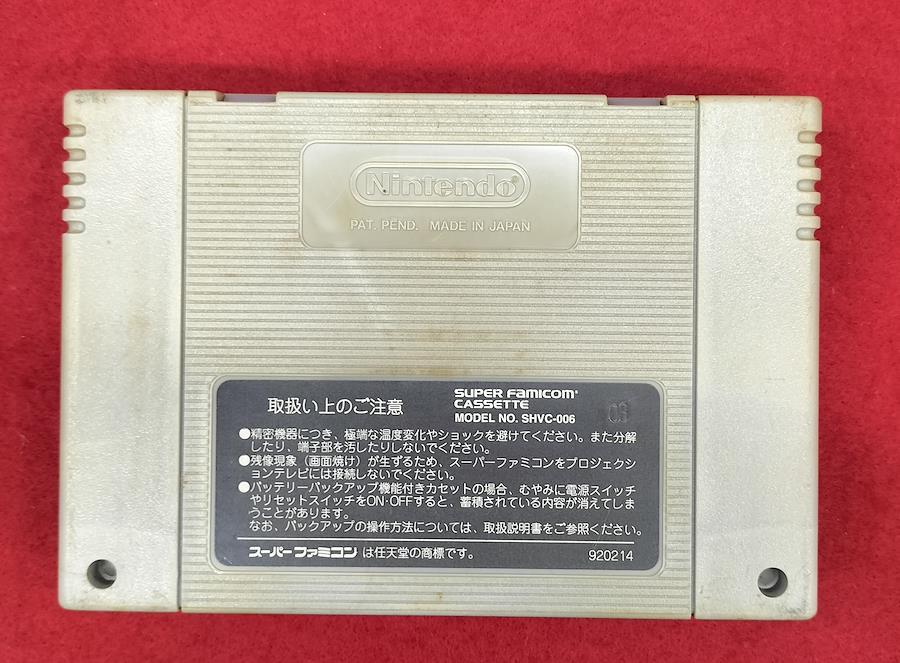 Nintendo
PAT. PEND. MADE IN JAPAN
取扱い上のご注意
SUPER FAMICOM
CASSETTE
MODEL NO. SHVC-006
03
●精密機器につき、極端な温度変化やショックを避けてください。また分解
したり、端子部を汚したりしないでください。
●残像現象（画面焼け）が生ずるため、スーパーファミコンをプロジェクシ
ョンテレビには接続しないでください。
●バッテリーバックアップ機能付きカセットの場合、むやみに電源スイッチ
やリセットスイッチをON・OFFすると、蓄積されている内容が消えてしま
うことがあります。
なお、バックアップの操作方法については、取扱説明書をご参照ください。
スーパーファミコン は任天堂の商標です。
920214